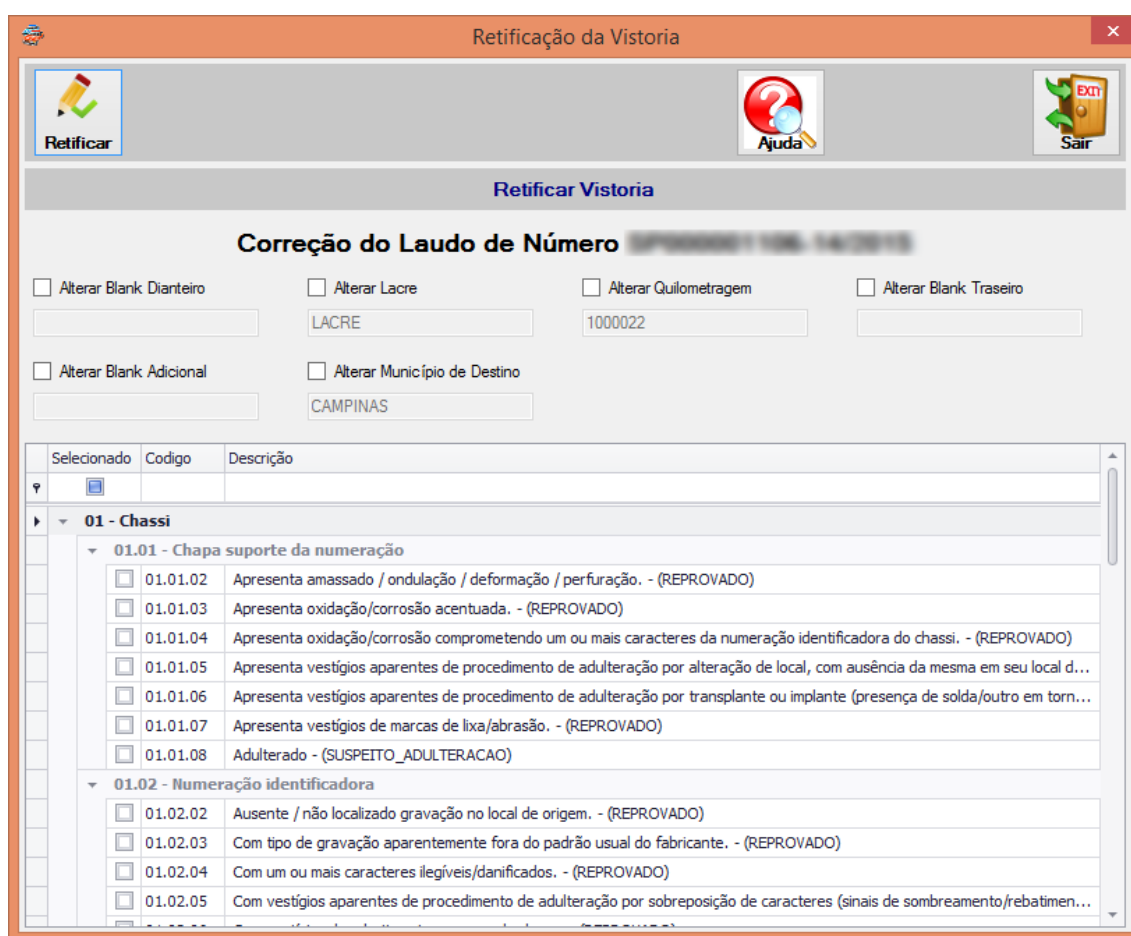 Retificação da Vistoria
Retificar
Ajuda
EXIT
Sair
Retificar Vistoria
Correção do Laudo de Número
Alterar Blank Dianteiro
Alterar Lacre
Alterar Quilometragem
Alterar Blank Traseiro
LACRE
1000022
Alterar Blank Adicional
Alterar Município de Destino
CAMPINAS
Selecionado Codigo Descrição
01 - Chassi
01.01 - Chapa suporte da numeração
01.01.02 Apresenta amassado / ondulação / deformação / perfuração. - (REPROVADO)
01.01.03 Apresenta oxidação/corrosão acentuada. - (REPROVADO)
01.01.04 Apresenta oxidação/corrosão comprometendo um ou mais caracteres da numeração identificadora do chassi. - (REPROVADO)
01.01.05 Apresenta vestígios aparentes de procedimento de adulteração por alteração de local, com ausência da mesma em seu local d...
01.01.06 Apresenta vestígios aparentes de procedimento de adulteração por transplante ou implante (presença de solda/outro em torn...
01.01.07 Apresenta vestígios de marcas de lixa/abrasão. - (REPROVADO)
01.01.08 Adulterado - (SUSPEITO_ADULTERACAO)
01.02 - Numeração identificadora
01.02.02 Ausente / não localizado gravação no local de origem. - (REPROVADO)
01.02.03 Com tipo de gravação aparentemente fora do padrão usual do fabricante. - (REPROVADO)
01.02.04 Com um ou mais caracteres ilegíveis/danificados. - (REPROVADO)
01.02.05 Com vestígios aparentes de procedimento de adulteração por sobreposição de caracteres (sinais de sombreamento/rebatimen...